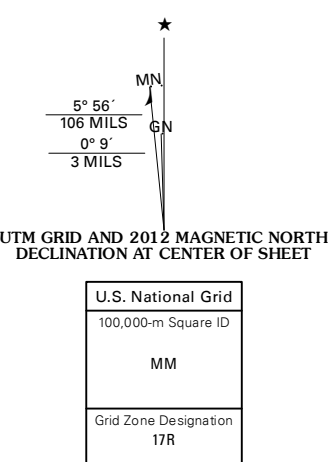 ★
MN
5° 56´
106 MILS
GN
0° 9´
3 MILS
UTM GRID AND 2012 MAGNETIC NORTH
DECLINATION AT CENTER OF SHEET
U.S. National Grid
100,000-m Square ID
MM
Grid Zone Designation
17R